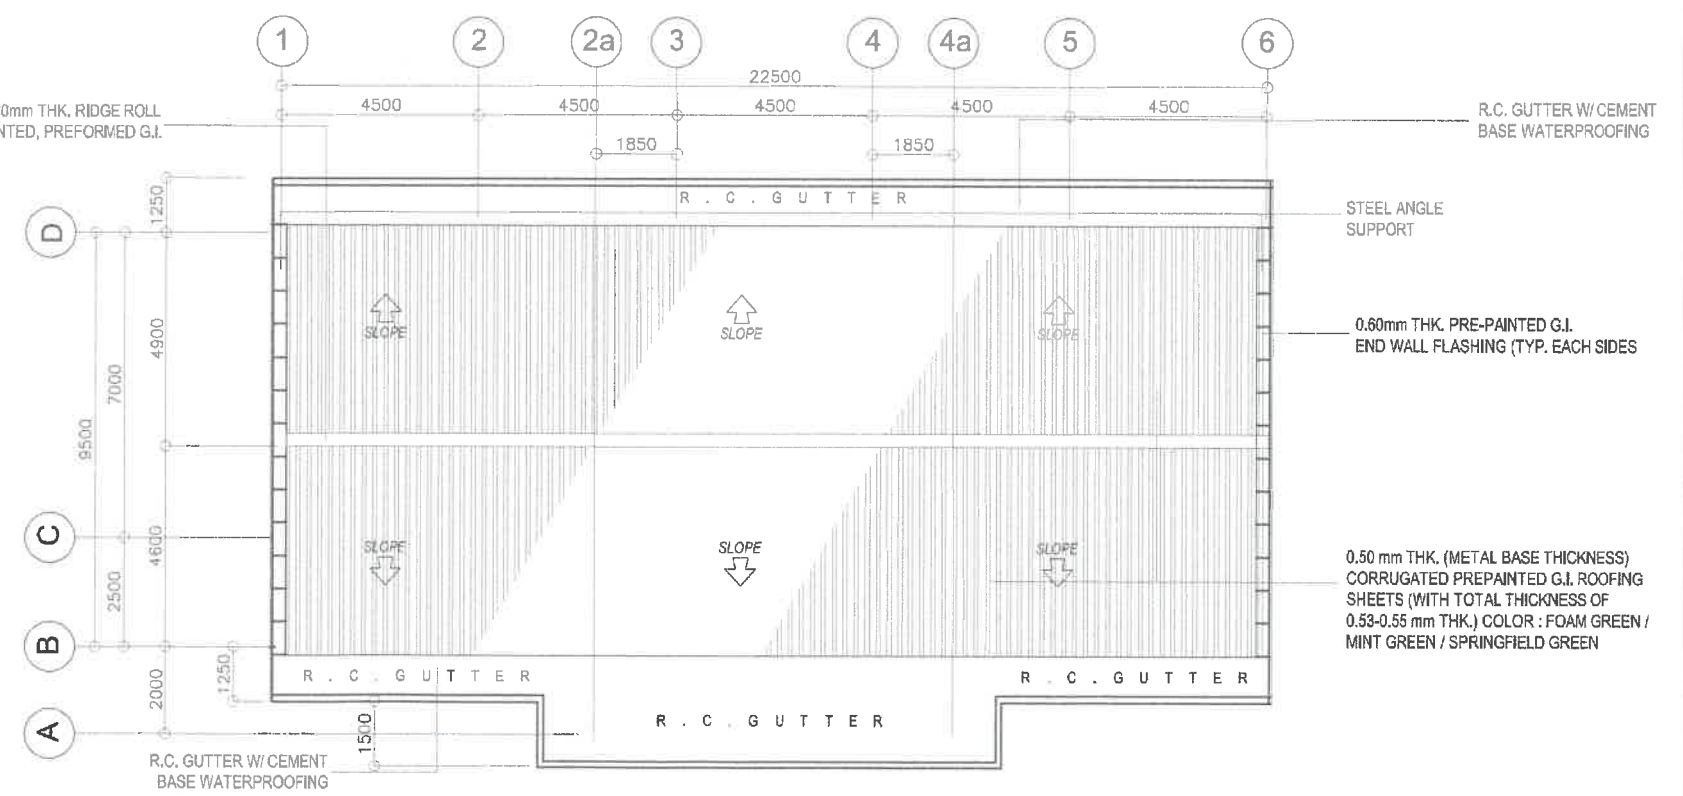 1
2
2a
3
4
4a
5
6
22500
4500
4500
4500
4500
4500
1850
1850
0mm THK. RIDGE ROLL
NTED, PREFORMED G.I.
R.C. GUTTER W/ CEMENT
BASE WATERPROOFING
R . C . G U T T E R
STEEL ANGLE
SUPPORT
1250
D
4900
7000
9500
SLOPE
SLOPE
SLOPE
0.60mm THK. PRE-PAINTED G.I.
END WALL FLASHING (TYP. EACH SIDES
C
4600
2500
SLOPE
SLOPE
SLOPE
0.50 mm THK. (METAL BASE THICKNESS)
CORRUGATED PREPAINTED G.I. ROOFING
SHEETS (WITH TOTAL THICKNESS OF
0.53-0.55 mm THK.) COLOR : FOAM GREEN /
MINT GREEN / SPRINGFIELD GREEN
B
1250
2000
R . C . G U T T E R
R . C . G U T T E R
A
1500
R . C . G U T T E R
R.C. GUTTER W/ CEMENT
BASE WATERPROOFING